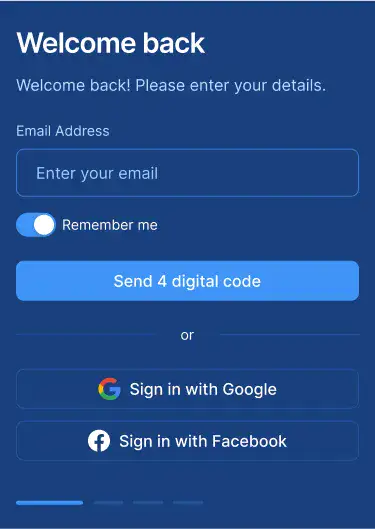 Welcome back
Welcome back! Please enter your details.
Email Address
Enter your email
Remember me
Send 4 digital code
or
Sign in with Google
Sign in with Facebook